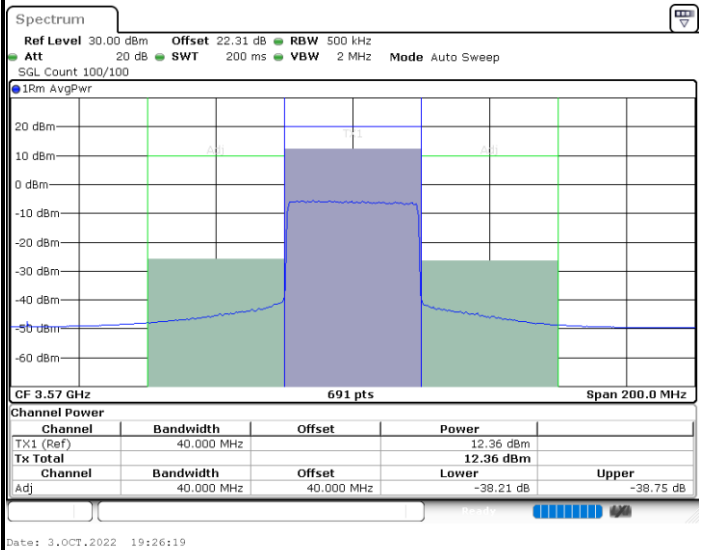 Spectrum
Ref Level 30.00 dBm Offset 22.31 dB RBW 500 kHz
Att 20 dB SWT 200 ms VBW 2 MHz Mode Auto Sweep
SGL Count 100/100
1Rm AvgPwr
20 dBm
TX1
Adj Adj
10 dBm
0 dBm
-10 dBm
-20 dBm
-30 dBm
-40 dBm
-50 dBm
-60 dBm
CF 3.57 GHz 691 pts Span 200.0 MHz
Channel Power
Channel Bandwidth Offset Power
TX1 (Ref) 40.000 MHz 12.36 dBm
Tx Total 12.36 dBm
Channel Bandwidth Offset Lower Upper
Adj 40.000 MHz 40.000 MHz -38.21 dB -38.75 dB
Ready
Date: 3.OCT.2022 19:26:19